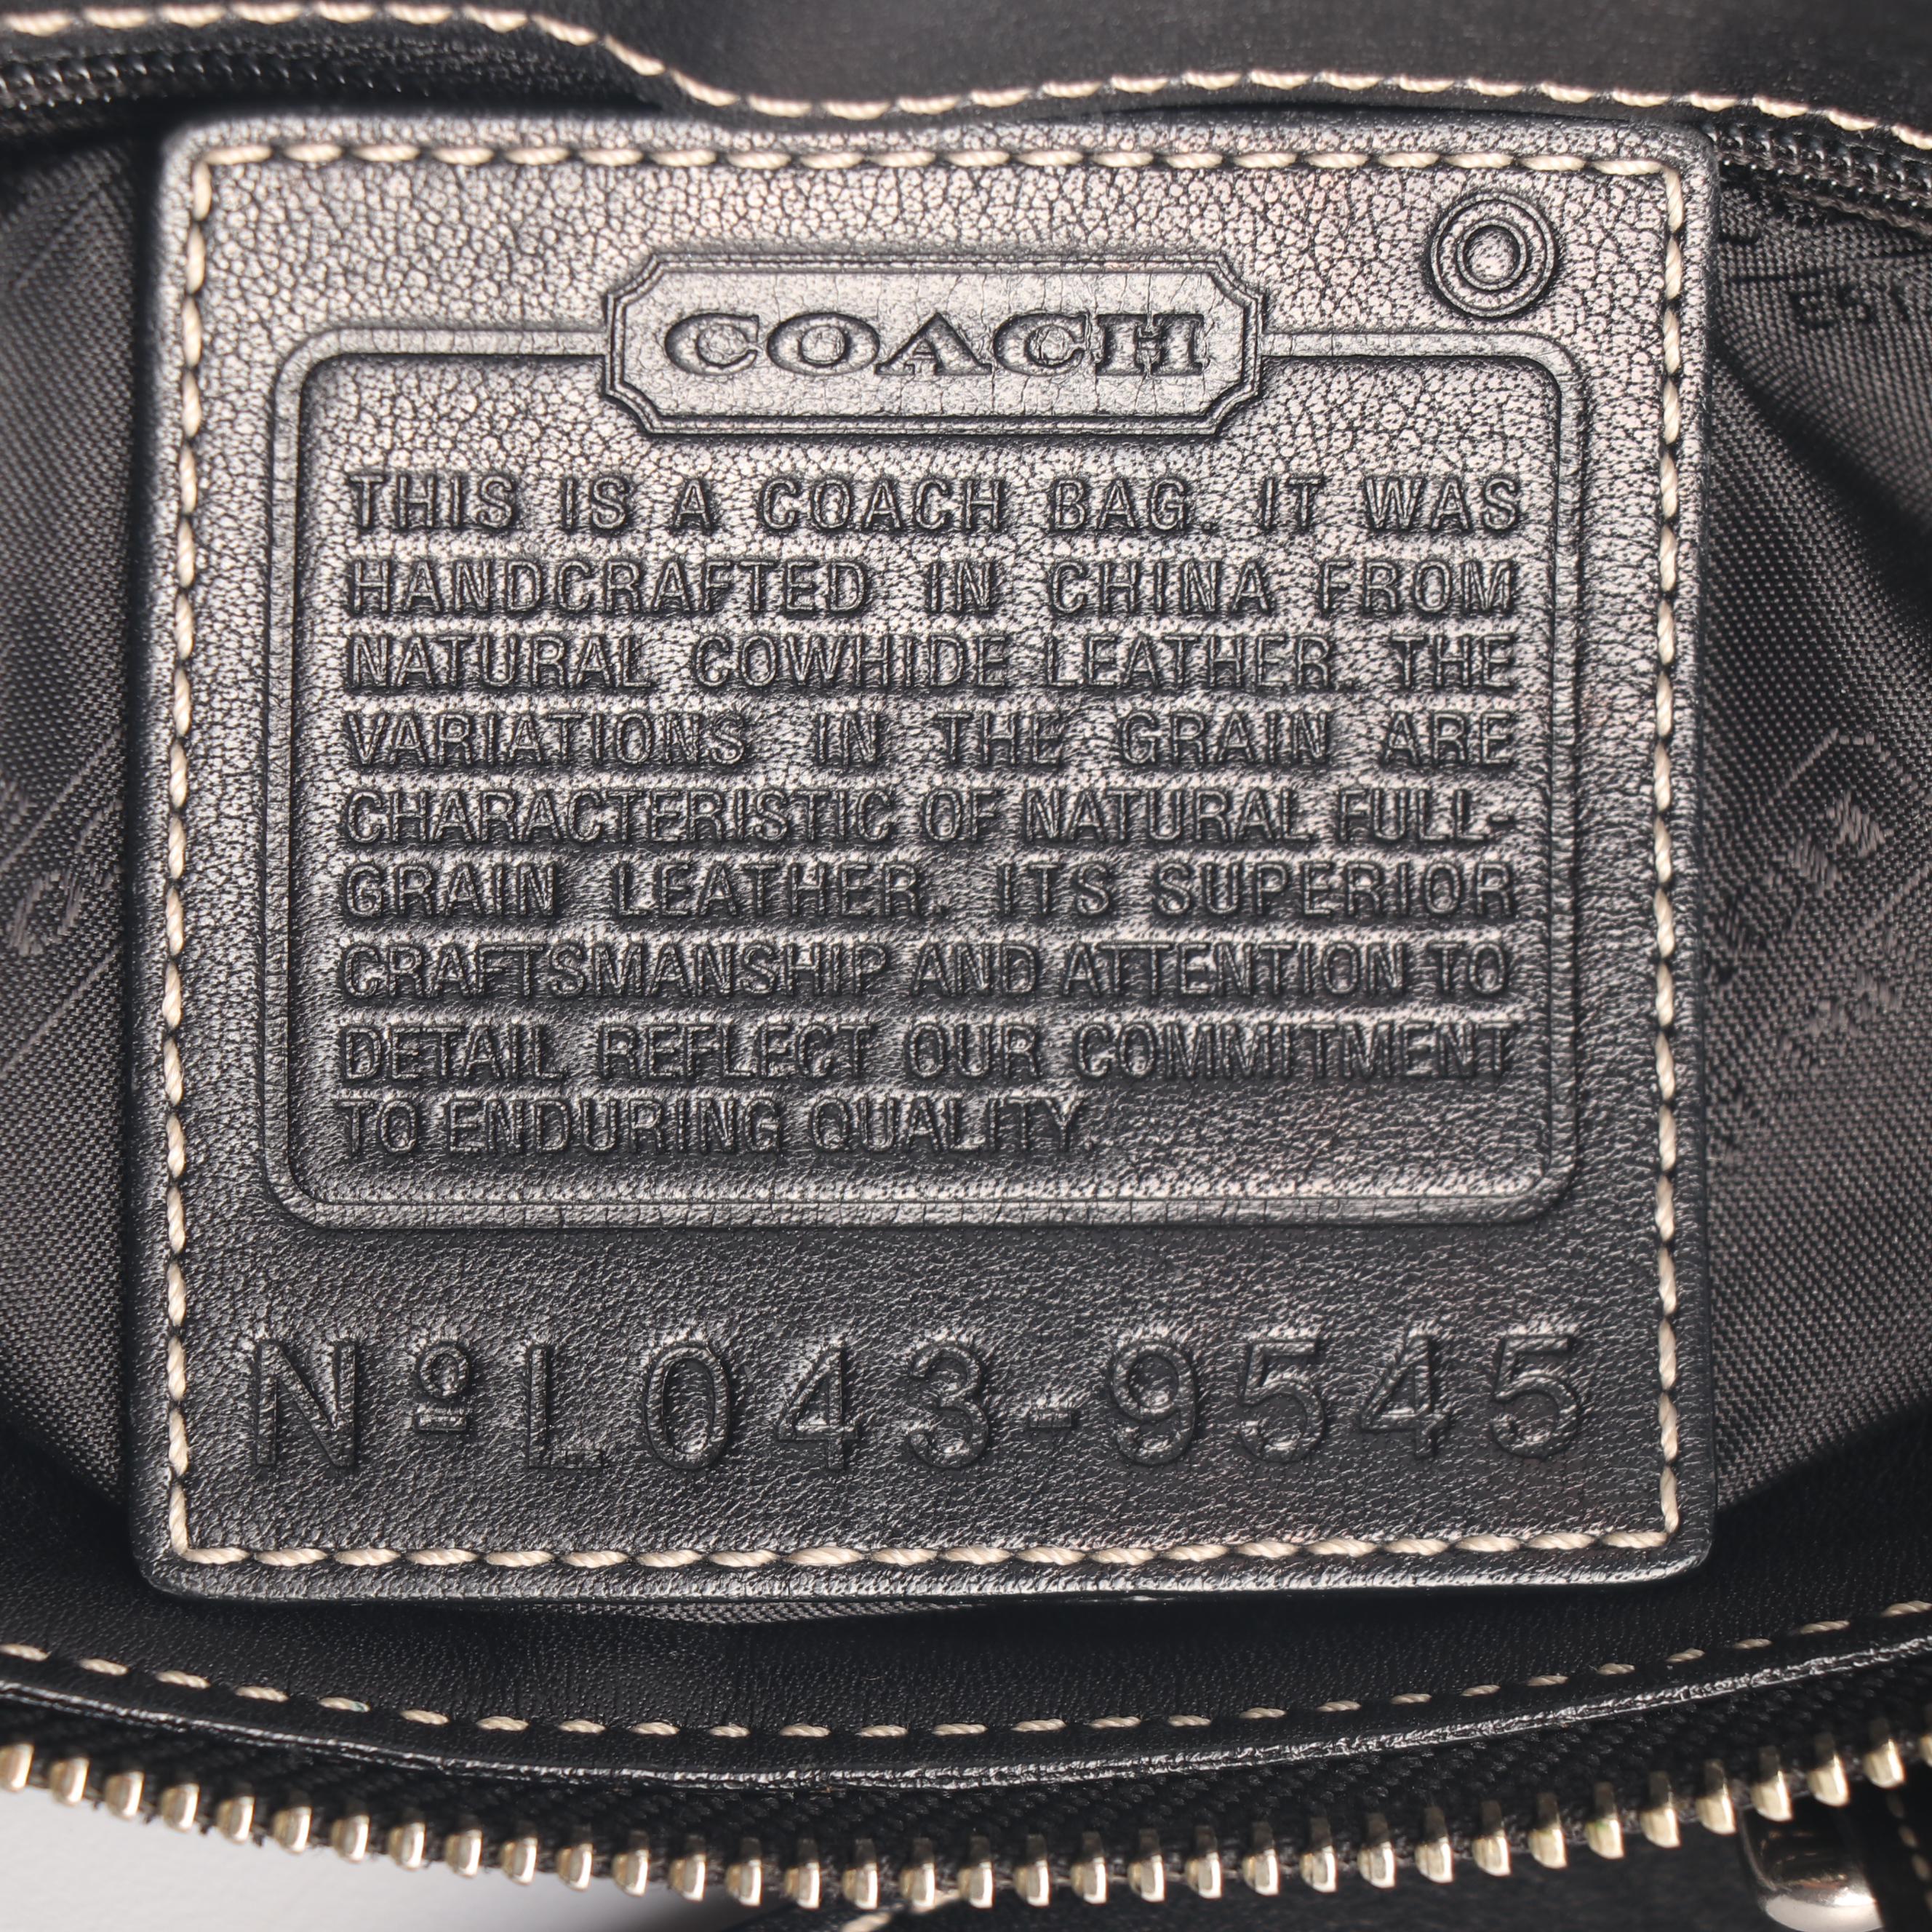 COACH
THIS IS A COACH BAG. IT WAS
HANDCRAFTED IN CHINA FROM
NATURAL COWHIDE LEATHER. THE
VARIATIONS IN THE GRAIN ARE
CHARACTERISTIC OF NATURAL FULL-
GRAIN LEATHER. ITS SUPERIOR
CRAFTSMANSHIP AND ATTENTION TO
DETAIL REFLECT OUR COMMITMENT
TO ENDURING QUALITY.
Nº L043-9545